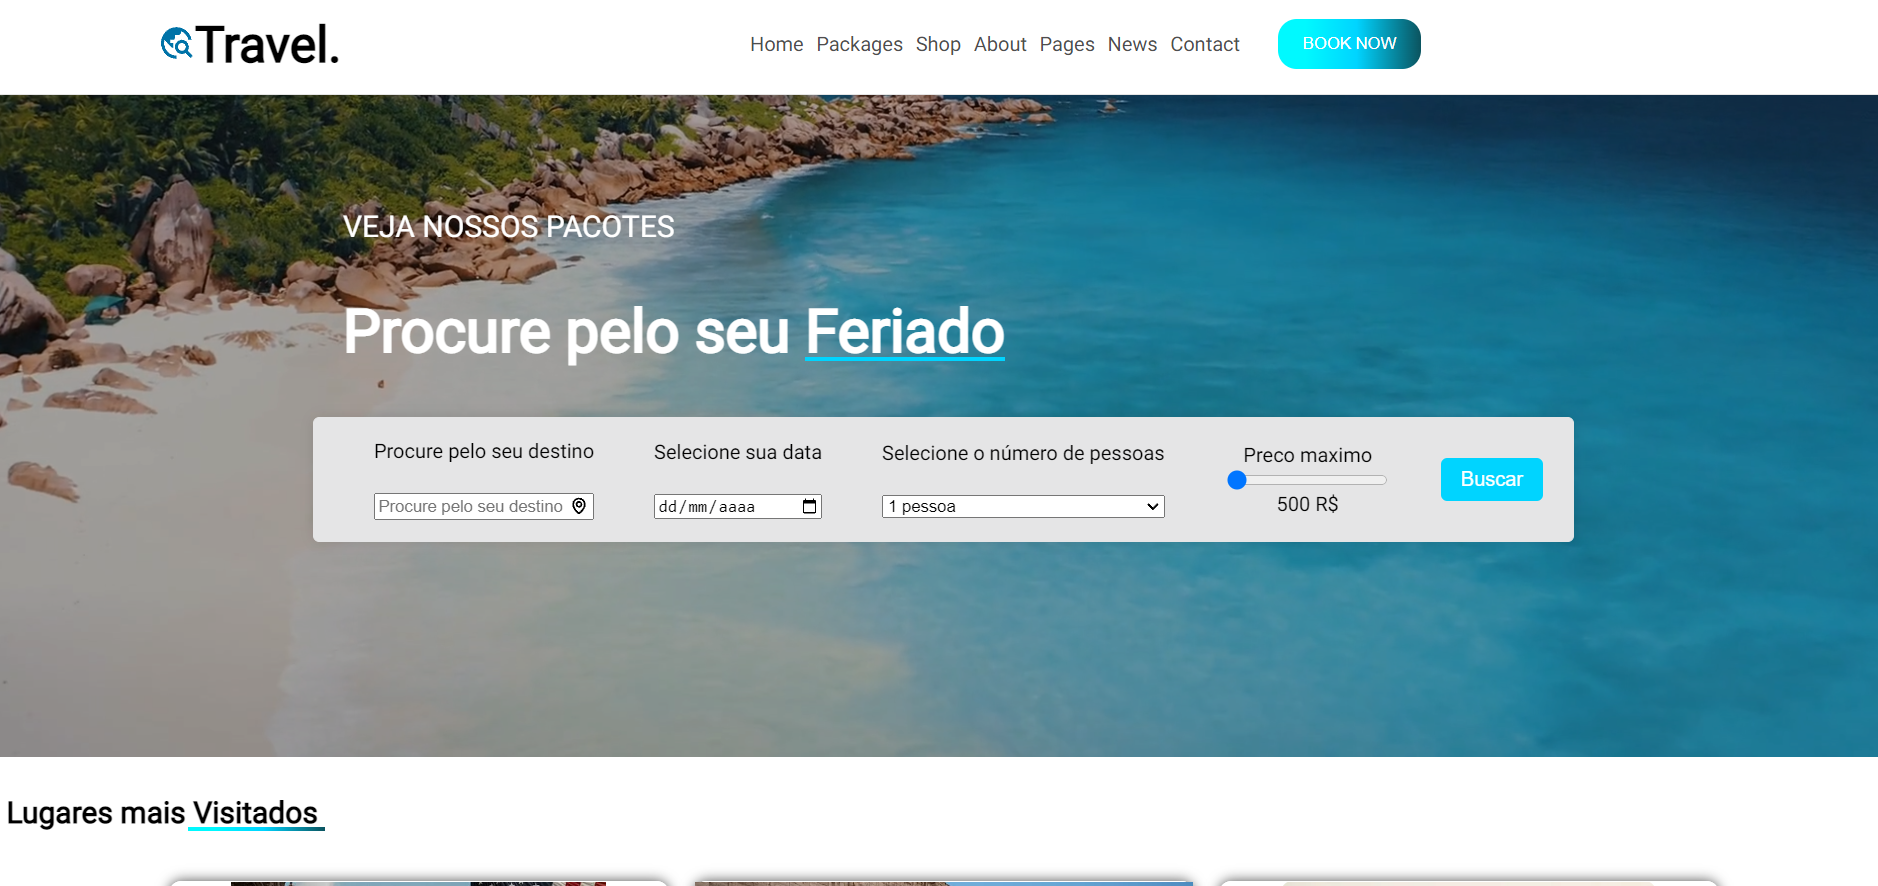 Travel.
Home Packages Shop About Pages News Contact BOOK NOW
VEJA NOSSOS PACOTES
Procure pelo seu Feriado
Procure pelo seu destino
Procure pelo seu destino
Selecione sua data
dd/mm/aaaa
Selecione o número de pessoas
1 pessoa
Preco maximo
500 R$
Buscar
Lugares mais Visitados